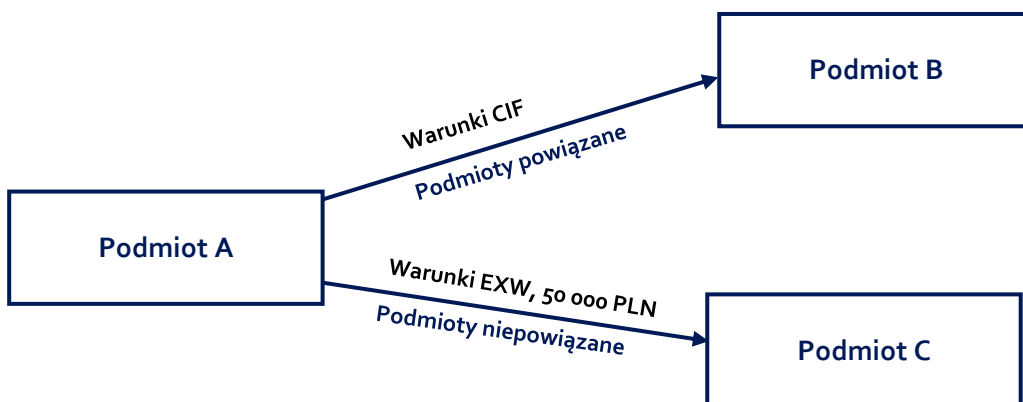 Podmiot B
Warunki CIF
Podmioty powiązane
Podmiot A
Warunki EXW, 50 000 PLN
Podmioty niepowiązane
Podmiot C